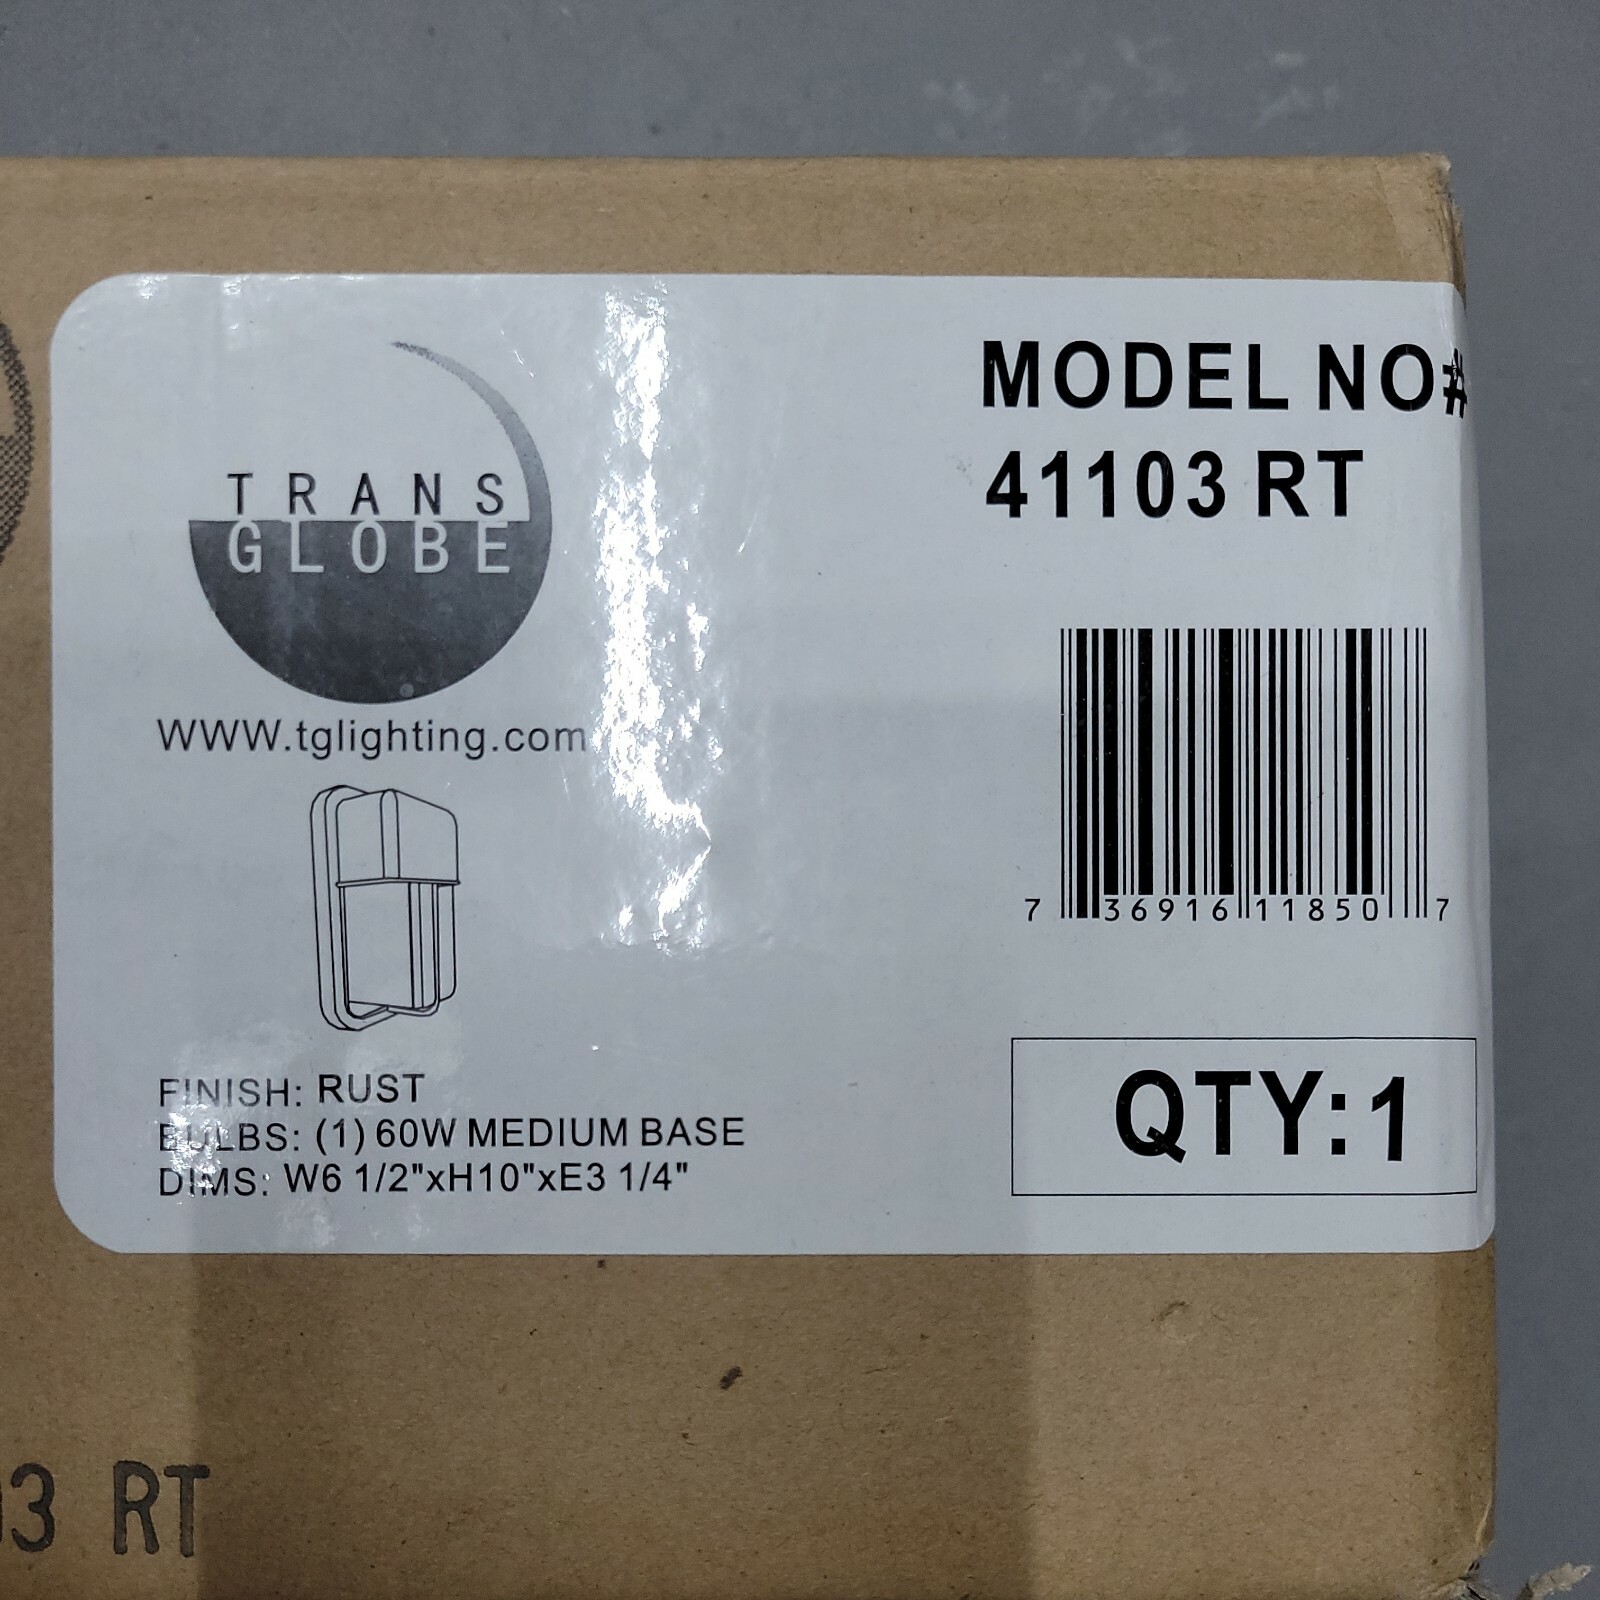 TRANS
GLOBE
WWW.tglighting.com
MODEL NO#
41103 RT
7 36916 11850 7
FINISH: RUST
BULBS: (1) 60W MEDIUM BASE
DIMS: W6 1/2"xH10"xE3 1/4"
QTY:1
03 RT